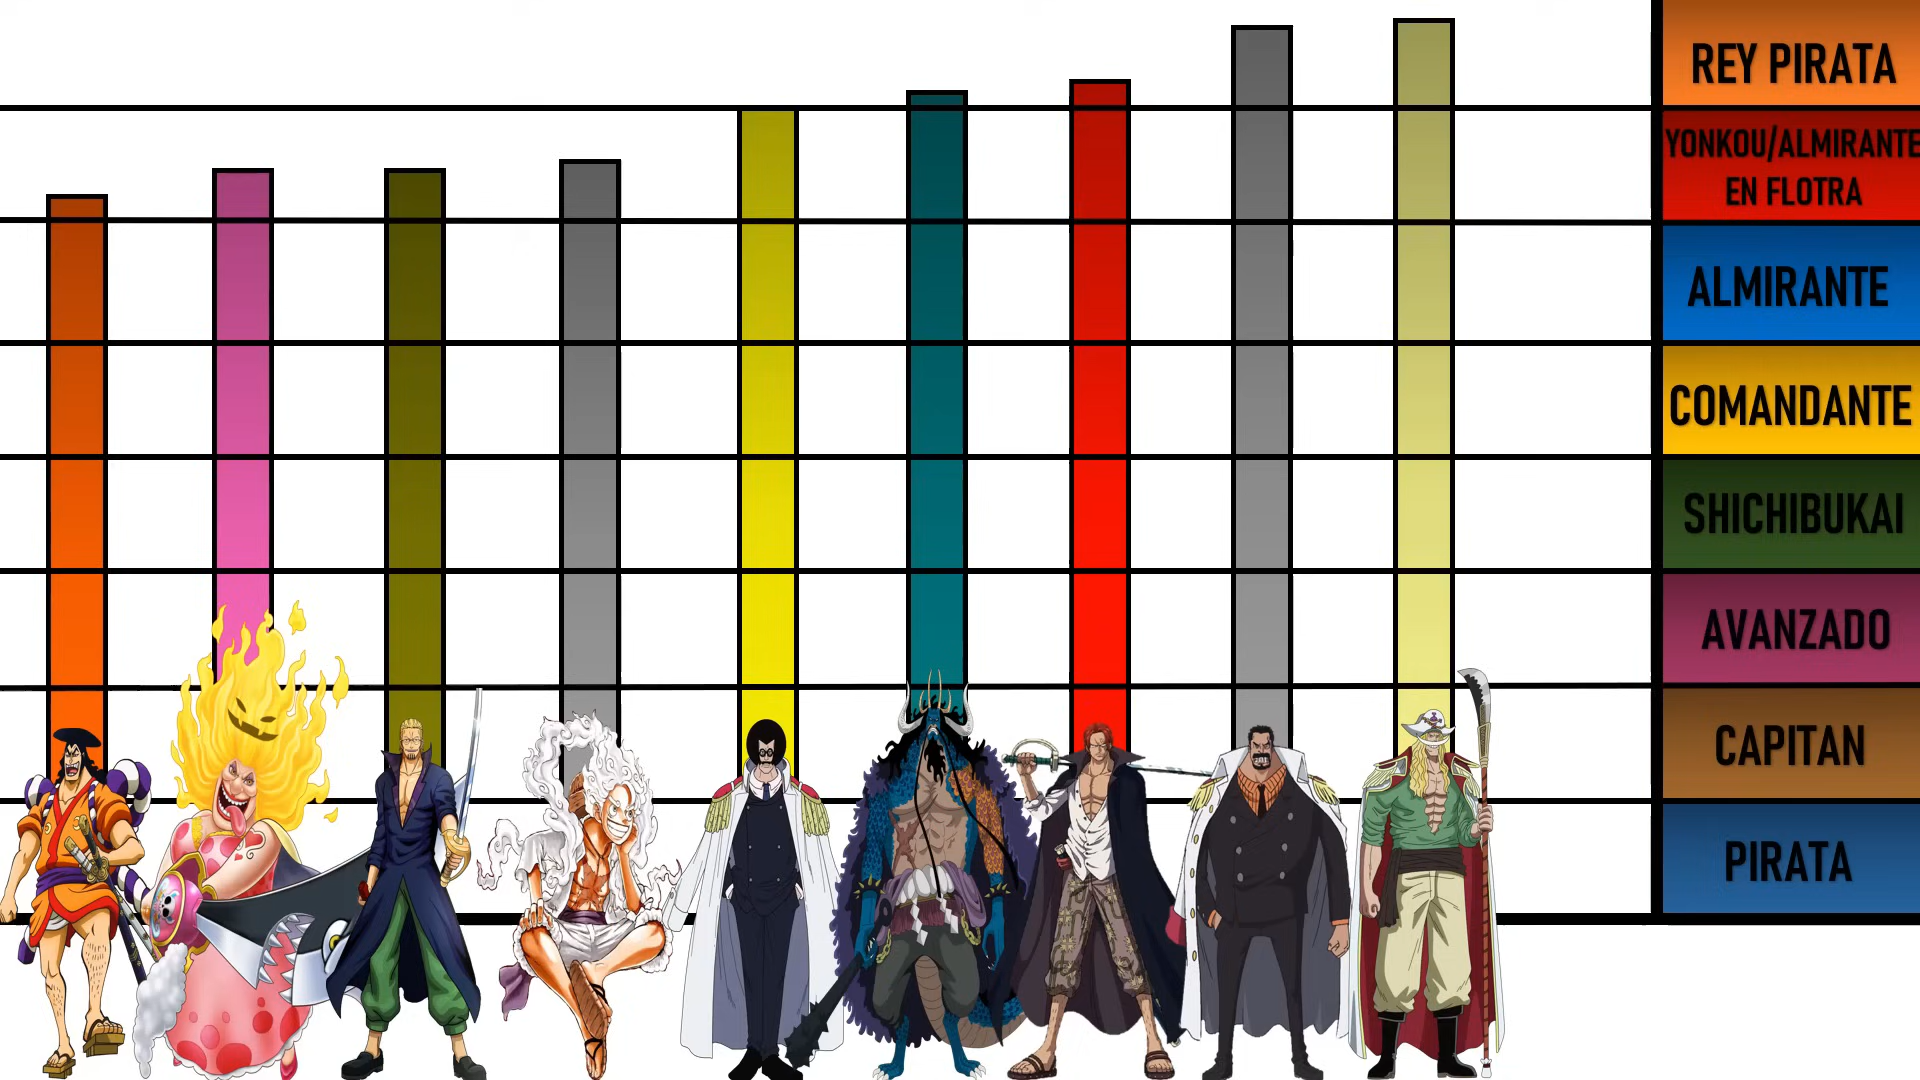 REY PIRATA
YONKOU/ALMIRANTE
EN FLOTRA
ALMIRANTE
COMANDANTE
SHICHIBUKAI
AVANZADO
CAPITAN
PIRATA